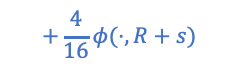 + 4/16 ϕ(·, R + s)